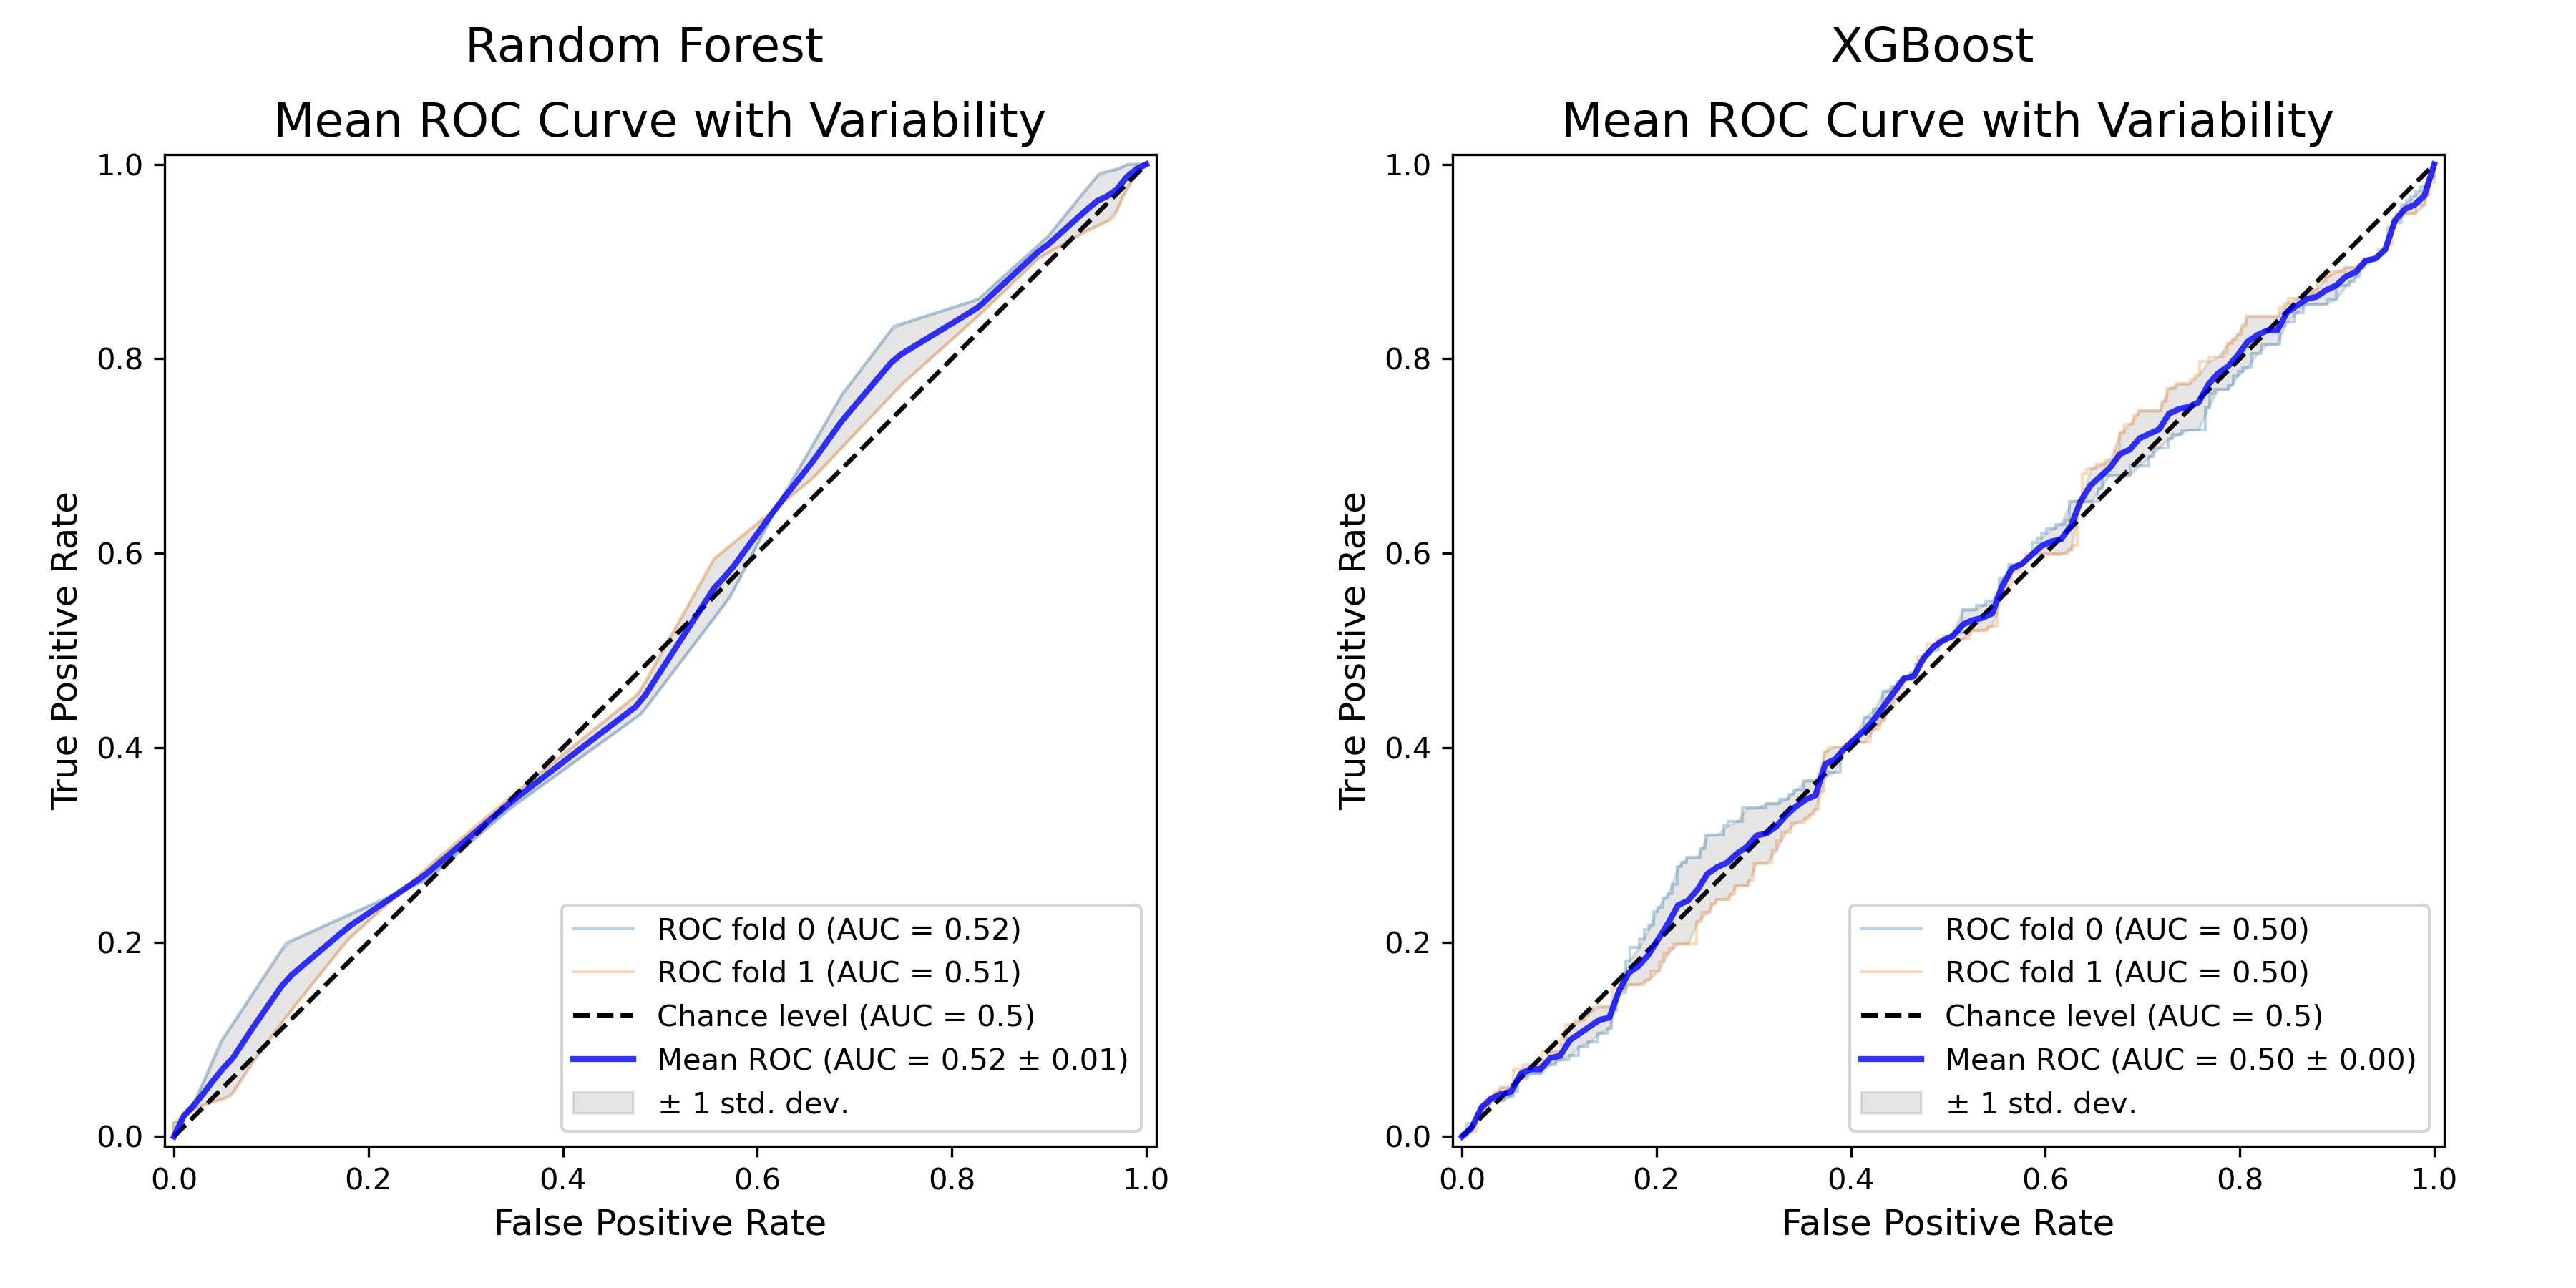 Random Forest
Mean ROC Curve with Variability
1.0
0.8
0.6
0.4
0.2
0.0
True Positive Rate
0.0 0.2 0.4 0.6 0.8 1.0
False Positive Rate
ROC fold 0 (AUC = 0.52)
ROC fold 1 (AUC = 0.51)
Chance level (AUC = 0.5)
Mean ROC (AUC = 0.52 ± 0.01)
± 1 std. dev.
XGBoost
Mean ROC Curve with Variability
1.0
0.8
0.6
0.4
0.2
0.0
True Positive Rate
0.0 0.2 0.4 0.6 0.8 1.0
False Positive Rate
ROC fold 0 (AUC = 0.50)
ROC fold 1 (AUC = 0.50)
Chance level (AUC = 0.5)
Mean ROC (AUC = 0.50 ± 0.00)
± 1 std. dev.